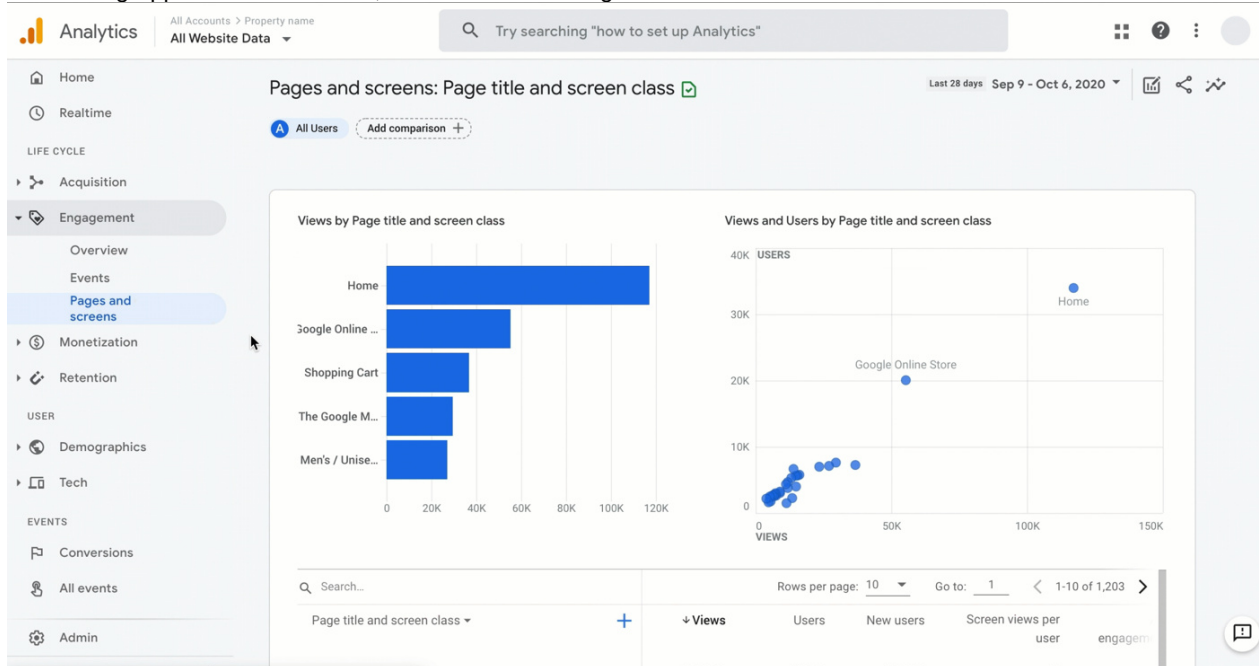 Analytics
All Accounts > Property name
All Website Data
Try searching "how to set up Analytics"
Home
Realtime
LIFE CYCLE
Acquisition
Engagement
Overview
Events
Pages and
screens
Monetization
Retention
USER
Demographics
Tech
EVENTS
Conversions
All events
Admin
Pages and screens: Page title and screen class
Last 28 days Sep 9 - Oct 6, 2020
A All Users
Add comparison +
Views by Page title and screen class
Home
Google Online ...
Shopping Cart
The Google M...
Men's / Unise...
0 20K 40K 60K 80K 100K 120K
Views and Users by Page title and screen class
40K USERS
30K
20K
10K
0
Home
Google Online Store
0 50K 100K 150K
VIEWS
Search...
Rows per page: 10 Go to: 1 < 1-10 of 1,203 >
Page title and screen class + Views Users New users Screen views per
user engagem